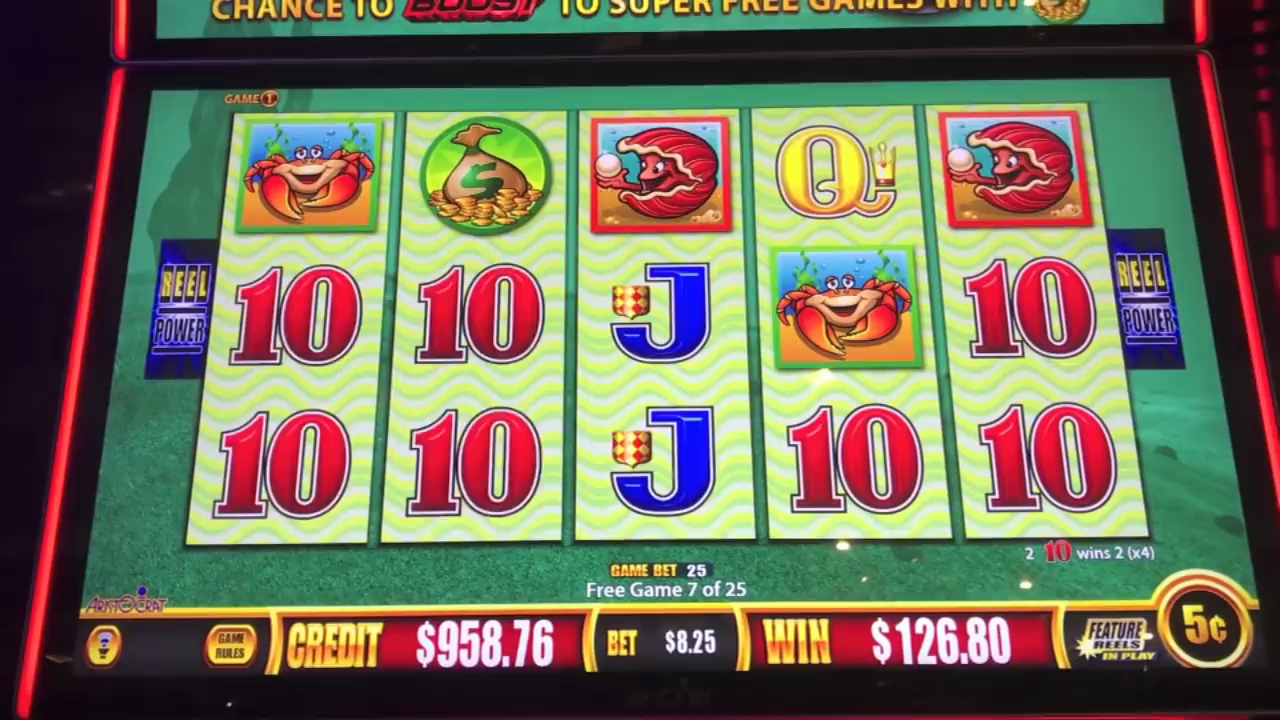 CHANCE TO BOOST TO SUPER FREE GAMES WITH
GAME 1
$ Q
REEL POWER
10 10 J 10
REEL POWER
10 10 J 10 10
2 10 wins 2 (x4)
GAME BET 25
Free Game 7 of 25
ARISTOCRAT
GAME RULES
CREDIT $958.76
BET $8.25
WIN $126.80
FEATURE REELS IN PLAY
5¢